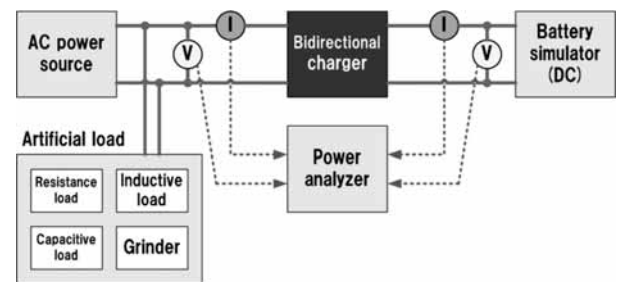 AC power
source
V
I
Bidirectional
charger
I
V
Battery
simulator
(DC)
Artificial load
Resistance
load
Inductive
load
Capacitive
load
Grinder
Power
analyzer